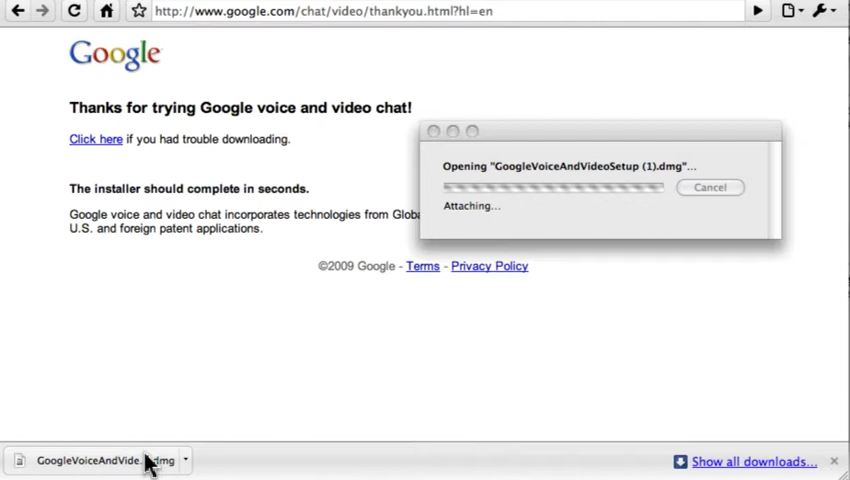 http://www.google.com/chat/video/thankyou.html?hl=en
Google
Thanks for trying Google voice and video chat!
Click here if you had trouble downloading.
Opening "GoogleVoiceAndVideoSetup (1).dmg"...
Cancel
Attaching...
The installer should complete in seconds.
Google voice and video chat incorporates technologies from
U.S. and foreign patent applications.
©2009 Google - Terms - Privacy Policy
GoogleVoiceAndVide...dmg
Show all downloads...